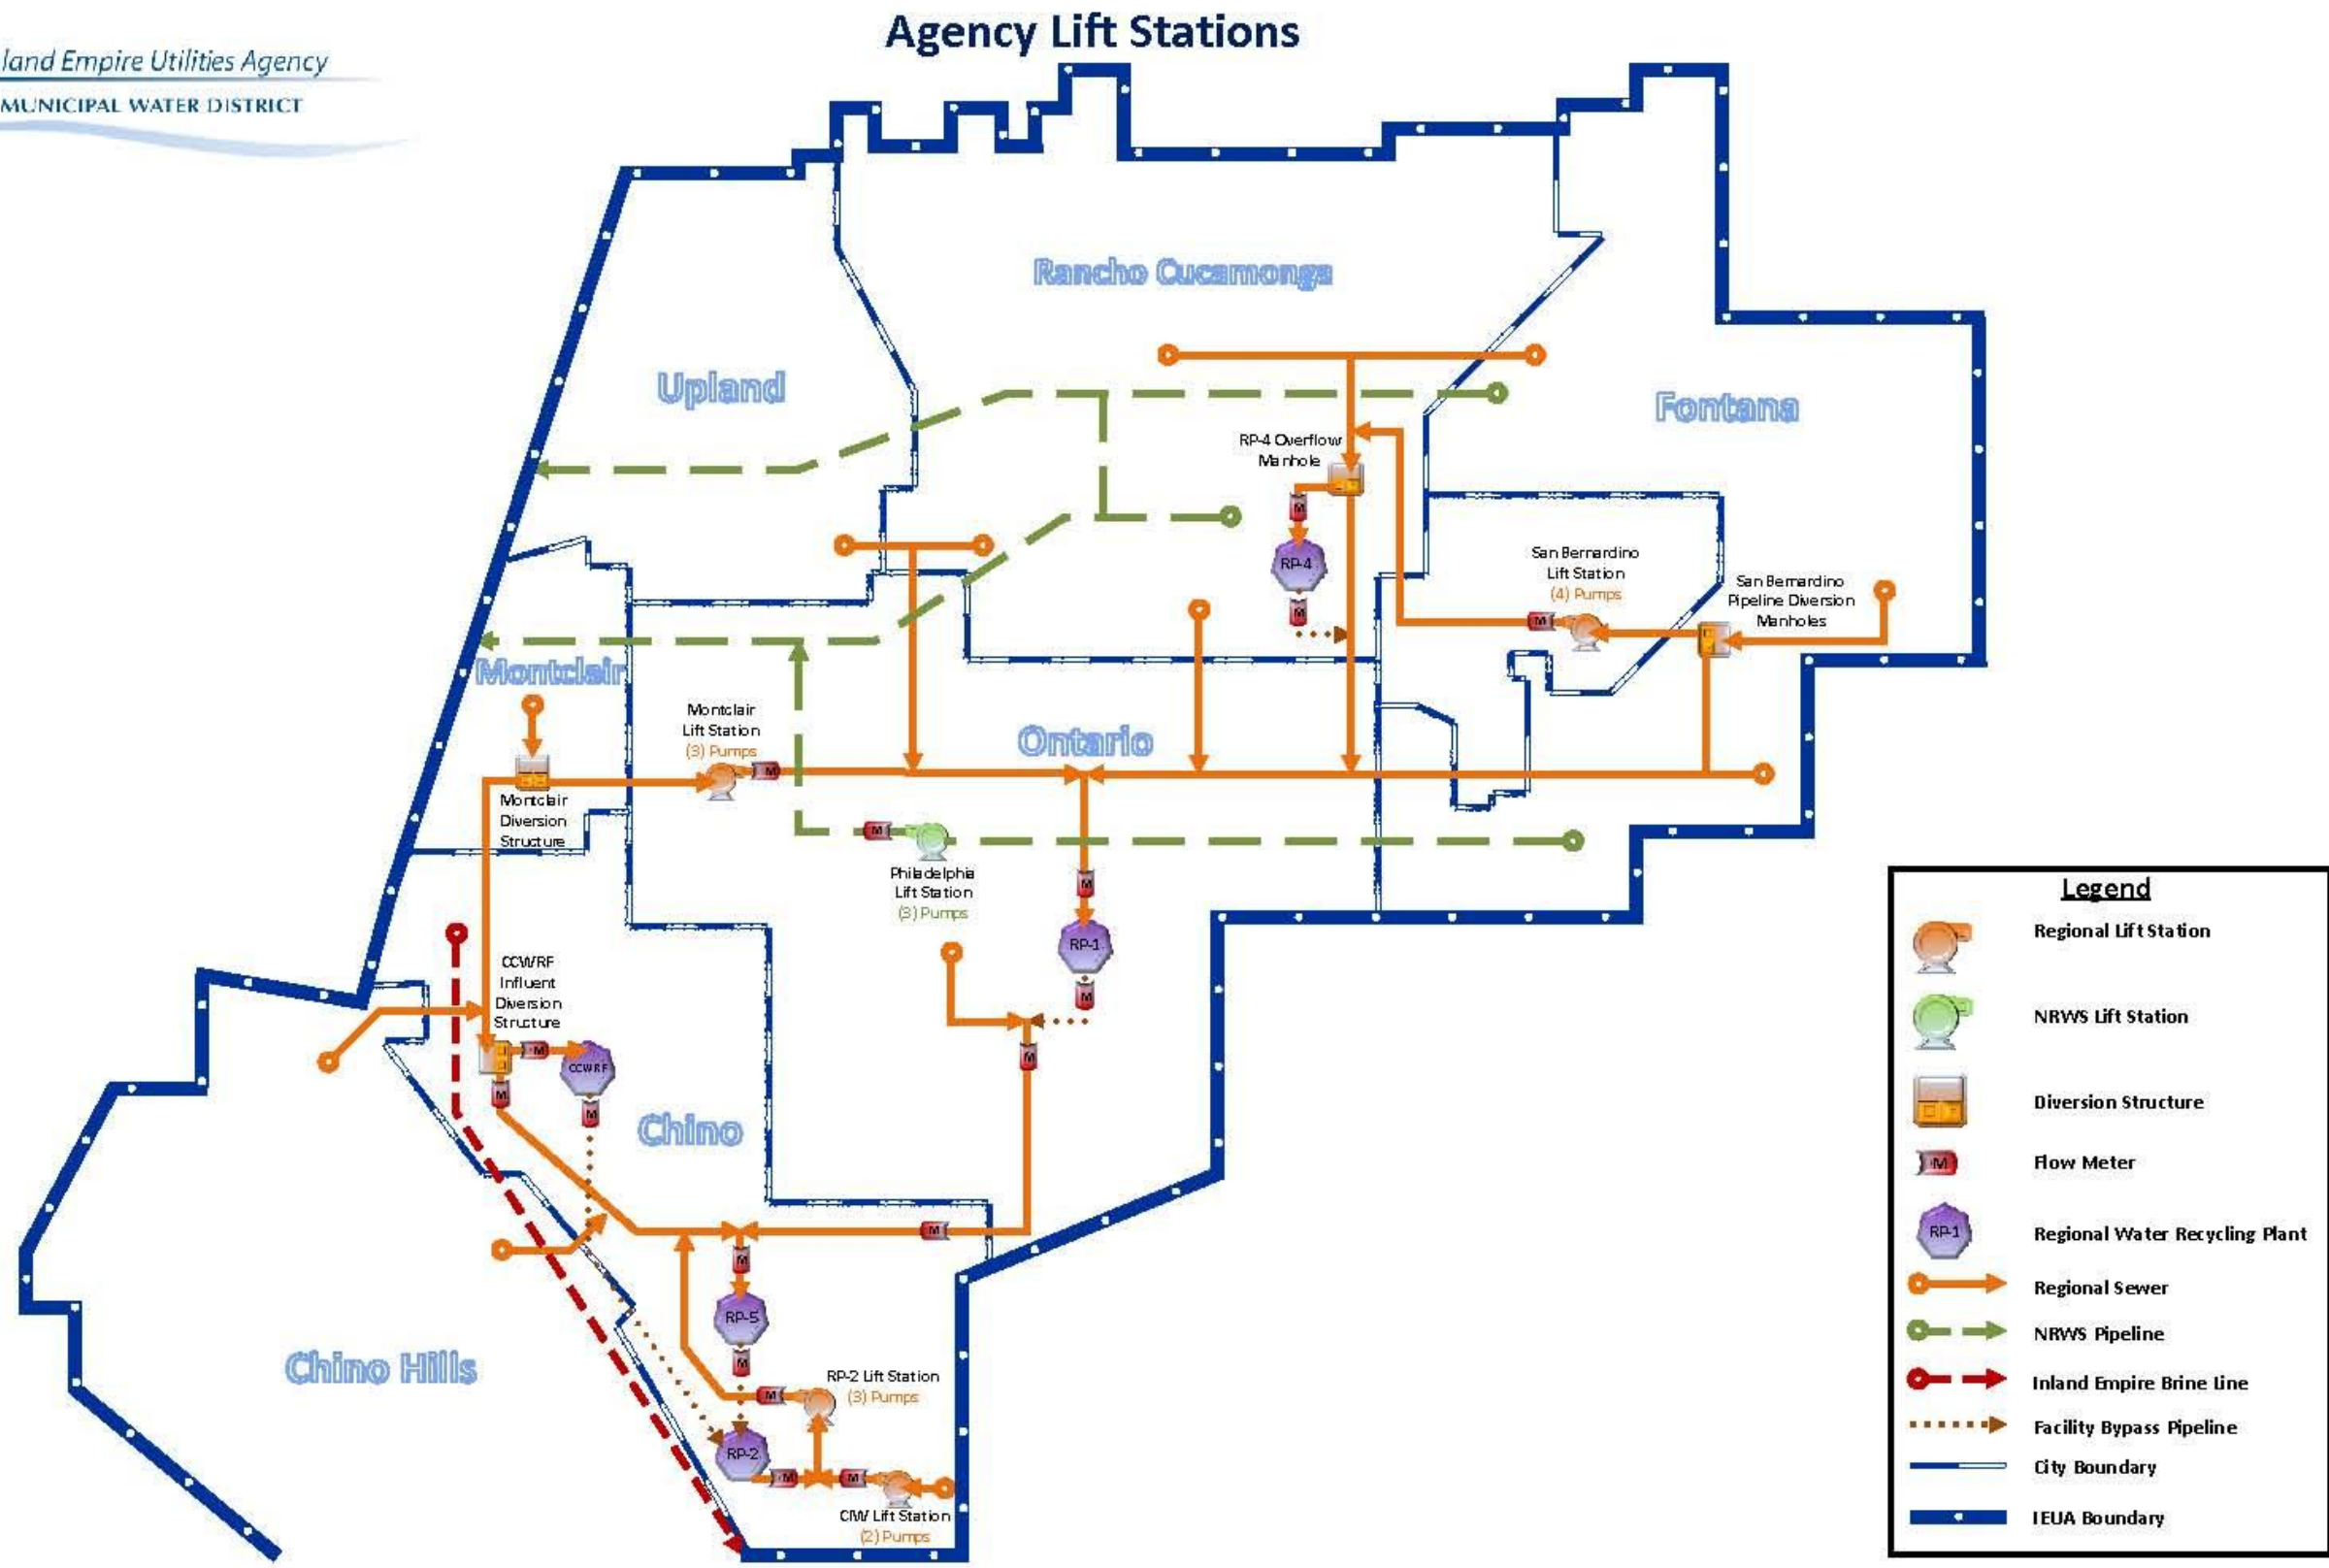 Agency Lift Stations
land Empire Utilities Agency
MUNICIPAL WATER DISTRICT
Rancho Cucamonga
Upland
Fontana
RP-4 Overflow
Manhole
M
RP-4
M
San Bernardino
Lift Station
(4) Pumps
M
San Bernardino
Pipeline Diversion
Manholes
Montclair
Montclair
Lift Station
(3) Pumps
M
Ontario
Montclair
Diversion
Structure
M
Philadelphia
Lift Station
(3) Pumps
M
RP-1
M
CCWRF
Influent
Diversion
Structure
M
CCWRF
M
M
M
Chino
M
M
RP-5
M
Chino Hills
RP-2 Lift Station
(3) Pumps
M
RP-2
M
M
CIW Lift Station
(2) Pumps
Legend
Regional Lift Station
NRWS Lift Station
Diversion Structure
M
Flow Meter
RP-1
Regional Water Recycling Plant
Regional Sewer
NRWS Pipeline
Inland Empire Brine Line
Facility Bypass Pipeline
City Boundary
IEUA Boundary